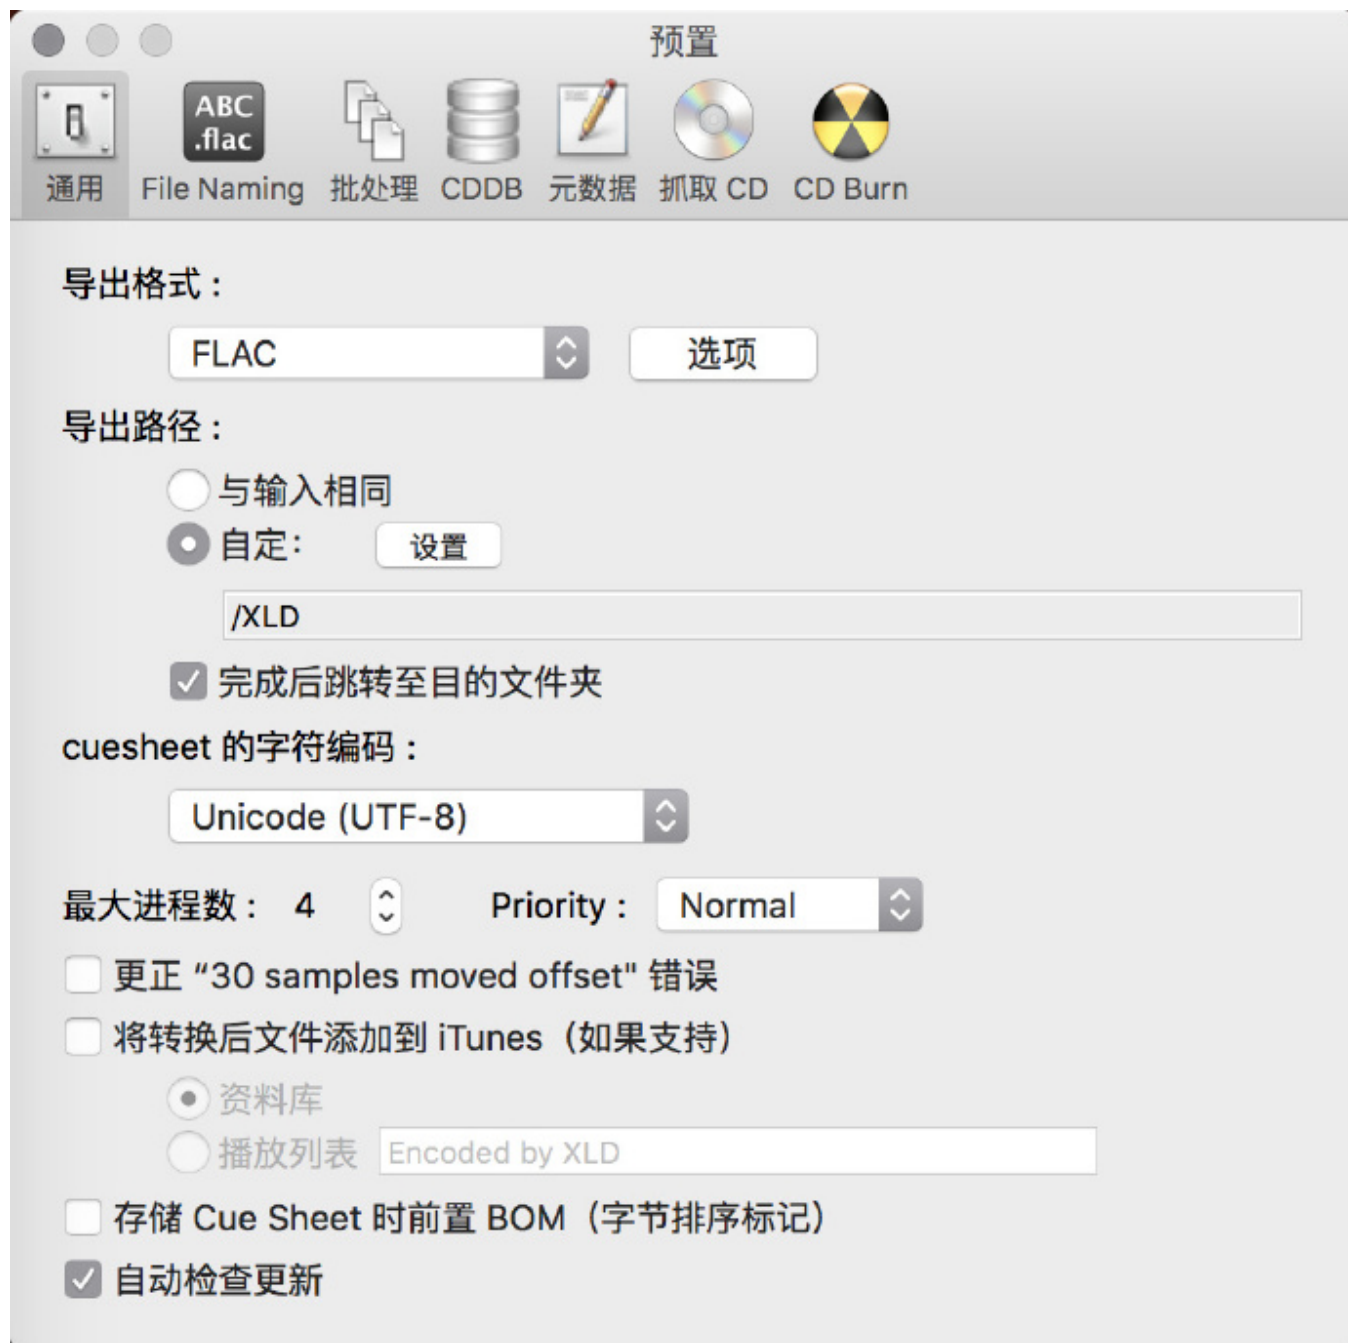 预置
ABC
.flac
通用 File Naming 批处理 CDDB 元数据 抓取 CD CD Burn
导出格式：
FLAC 选项
导出路径：
与输入相同
自定： 设置
/XLD
完成后跳转至目的文件夹
cuesheet 的字符编码：
Unicode (UTF-8)
最大进程数： 4 Priority : Normal
更正 “30 samples moved offset" 错误
将转换后文件添加到 iTunes（如果支持）
资料库
播放列表 Encoded by XLD
存储 Cue Sheet 时前置 BOM（字节排序标记）
自动检查更新